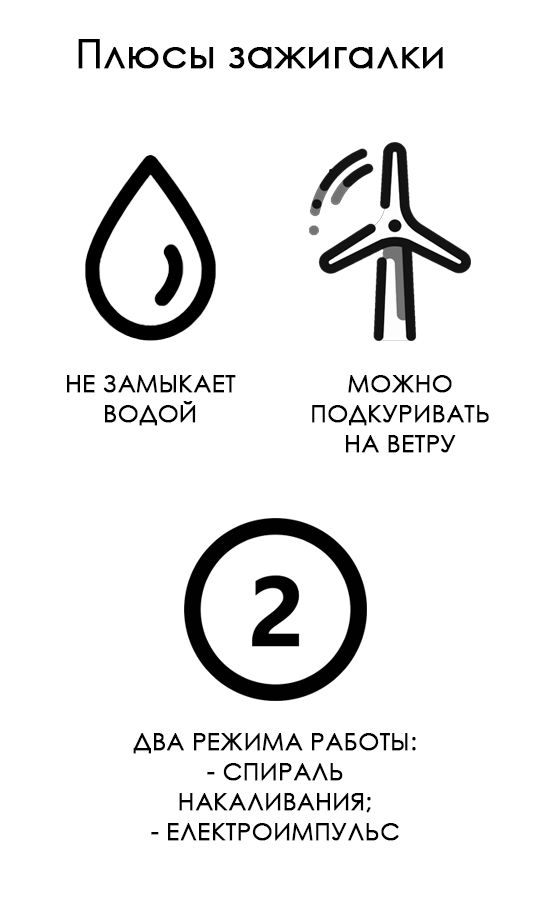 Плюсы зажигалки
НЕ ЗАМЫКАЕТ
ВОДОЙ
МОЖНО
ПОДКУРИВАТЬ
НА ВЕТРУ
2
ДВА РЕЖИМА РАБОТЫ:
- СПИРАЛЬ
НАКАЛИВАНИЯ;
- ЕЛЕКТРОИМПУЛЬС